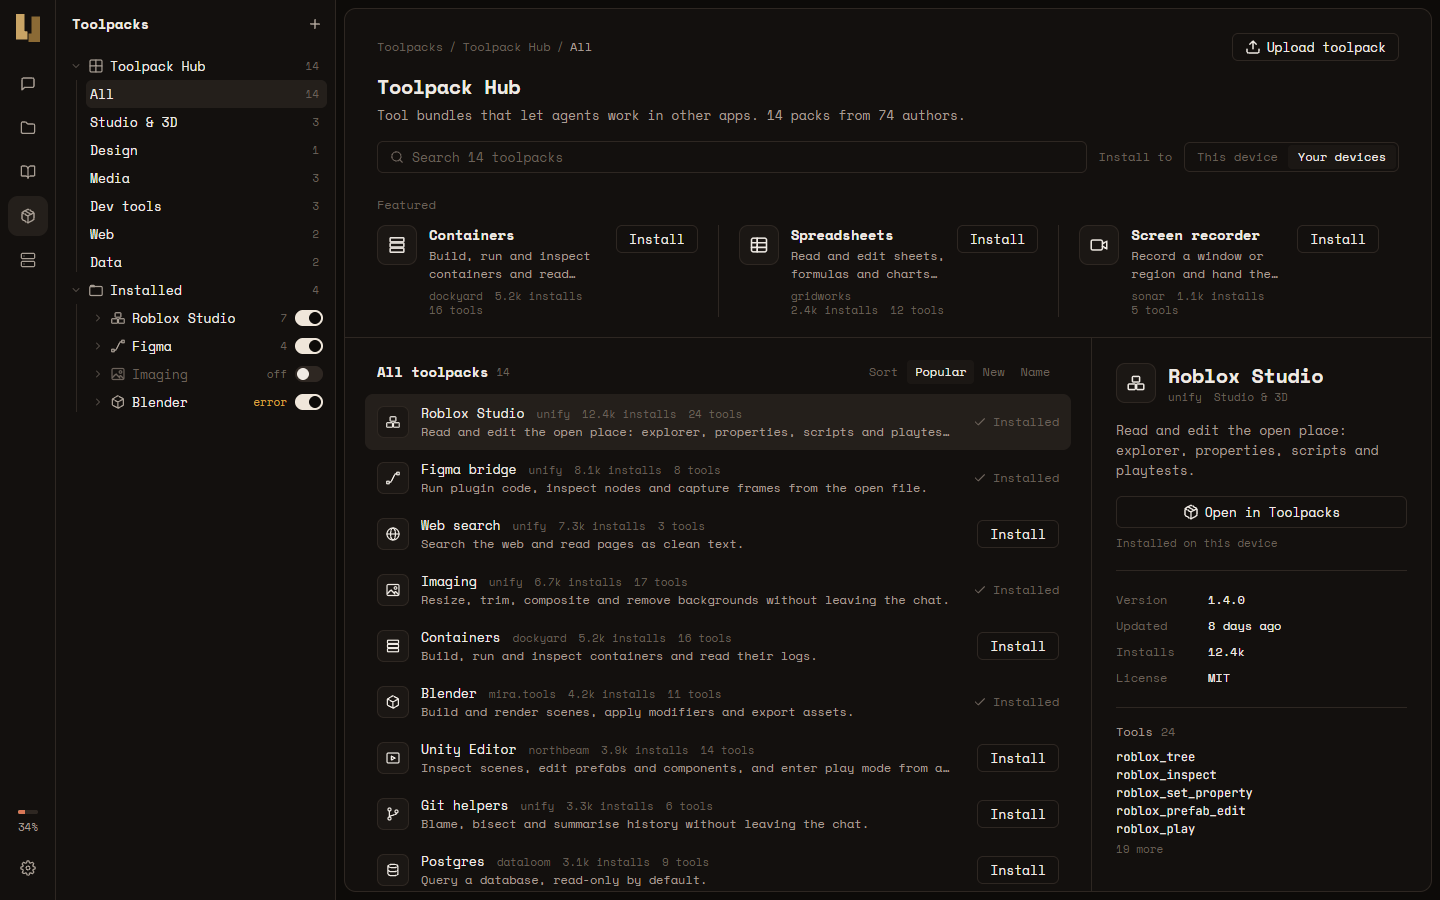 Toolpacks
Toolpack Hub 14
All 14
Studio & 3D 3
Design 1
Media 3
Dev tools 3
Web 2
Data 2
Installed 4
Roblox Studio 7
Figma 4
Imaging off
Blender error
34%
Toolpacks / Toolpack Hub / All
Upload toolpack
Toolpack Hub
Tool bundles that let agents work in other apps. 14 packs from 74 authors.
Search 14 toolpacks
Install to
This device
Your devices
Featured
Containers
Install
Build, run and inspect
containers and read…
dockyard 5.2k installs
16 tools
Spreadsheets
Install
Read and edit sheets,
formulas and charts…
gridworks
2.4k installs 12 tools
Screen recorder
Install
Record a window or
region and hand the…
sonar 1.1k installs
5 tools
All toolpacks 14
Sort Popular New Name
Roblox Studio unify 12.4k installs 24 tools
Read and edit the open place: explorer, properties, scripts and playtes…
Installed
Figma bridge unify 8.1k installs 8 tools
Run plugin code, inspect nodes and capture frames from the open file.
Installed
Web search unify 7.3k installs 3 tools
Search the web and read pages as clean text.
Install
Imaging unify 6.7k installs 17 tools
Resize, trim, composite and remove backgrounds without leaving the chat.
Installed
Containers dockyard 5.2k installs 16 tools
Build, run and inspect containers and read their logs.
Install
Blender mira.tools 4.2k installs 11 tools
Build and render scenes, apply modifiers and export assets.
Installed
Unity Editor northbeam 3.9k installs 14 tools
Inspect scenes, edit prefabs and components, and enter play mode from a…
Install
Git helpers unify 3.3k installs 6 tools
Blame, bisect and summarise history without leaving the chat.
Install
Postgres dataloom 3.1k installs 9 tools
Query a database, read-only by default.
Install
Roblox Studio
unify Studio & 3D
Read and edit the open place:
explorer, properties, scripts and
playtests.
Open in Toolpacks
Installed on this device
Version 1.4.0
Updated 8 days ago
Installs 12.4k
License MIT
Tools 24
roblox_tree
roblox_inspect
roblox_set_property
roblox_prefab_edit
roblox_play
19 more